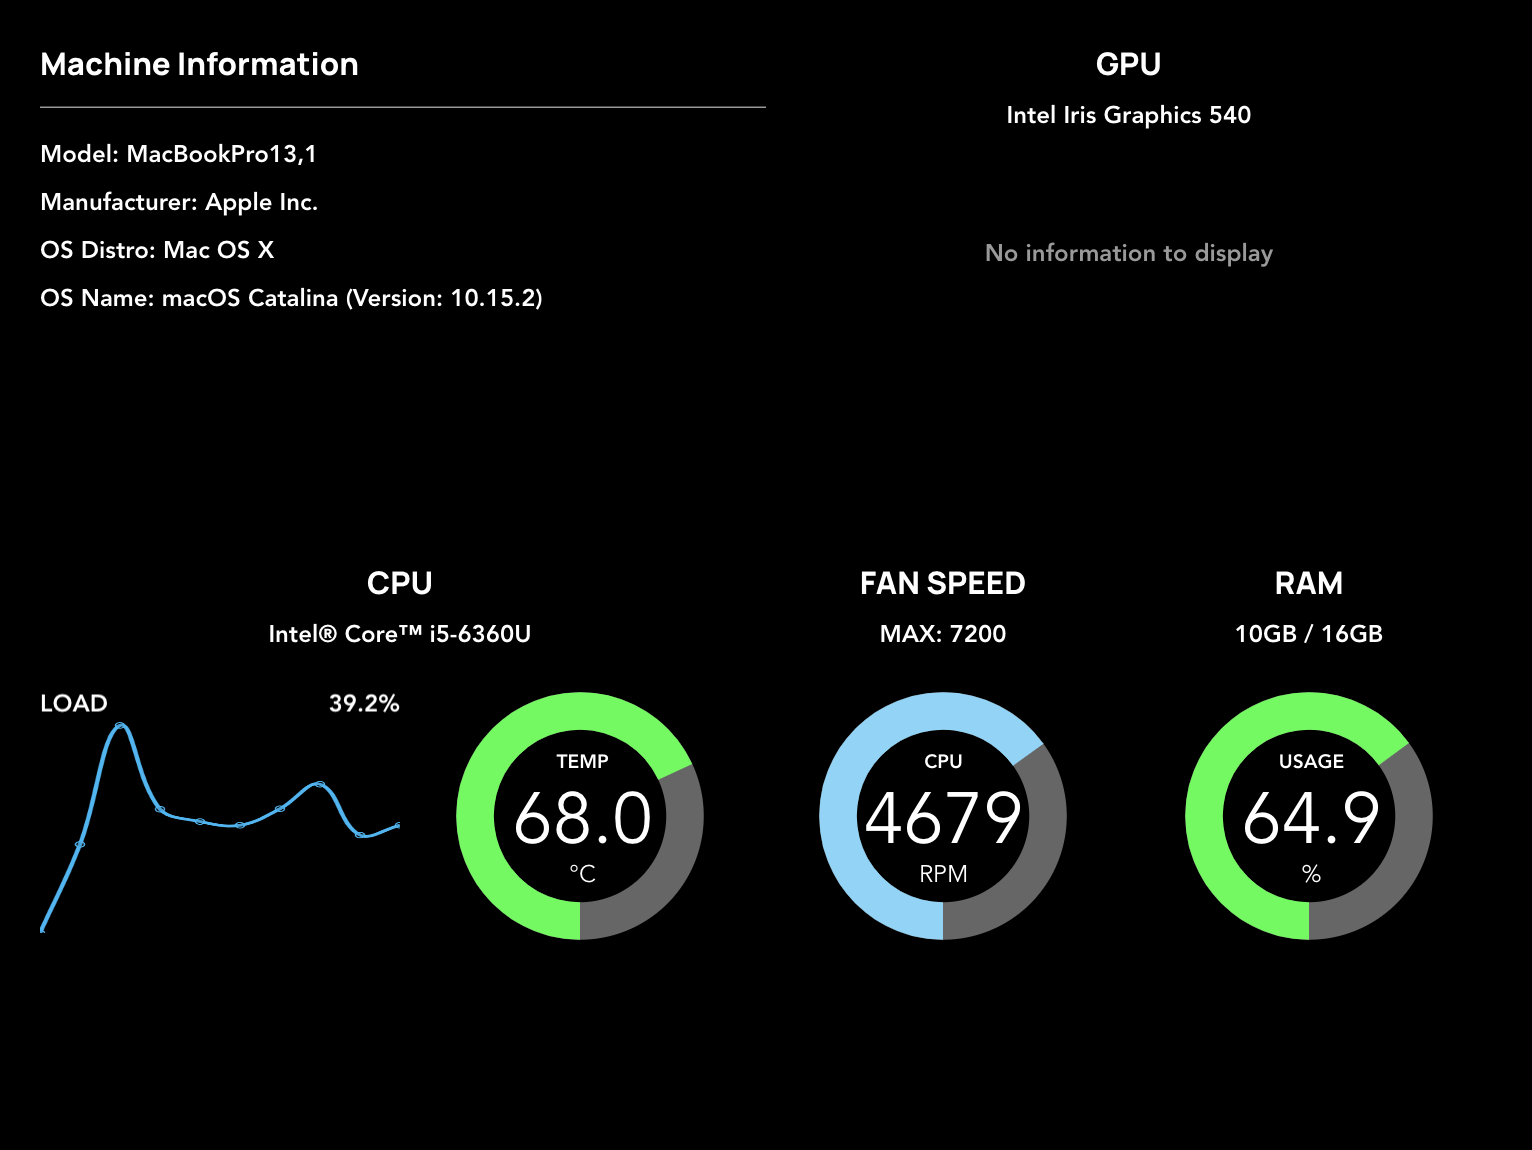 Machine Information
Model: MacBookPro13,1
Manufacturer: Apple Inc.
OS Distro: Mac OS X
OS Name: macOS Catalina (Version: 10.15.2)
GPU
Intel Iris Graphics 540
No information to display
CPU
Intel® Core™ i5-6360U
LOAD 39.2%
TEMP
68.0
°C
FAN SPEED
MAX: 7200
CPU
4679
RPM
RAM
10GB / 16GB
USAGE
64.9
%